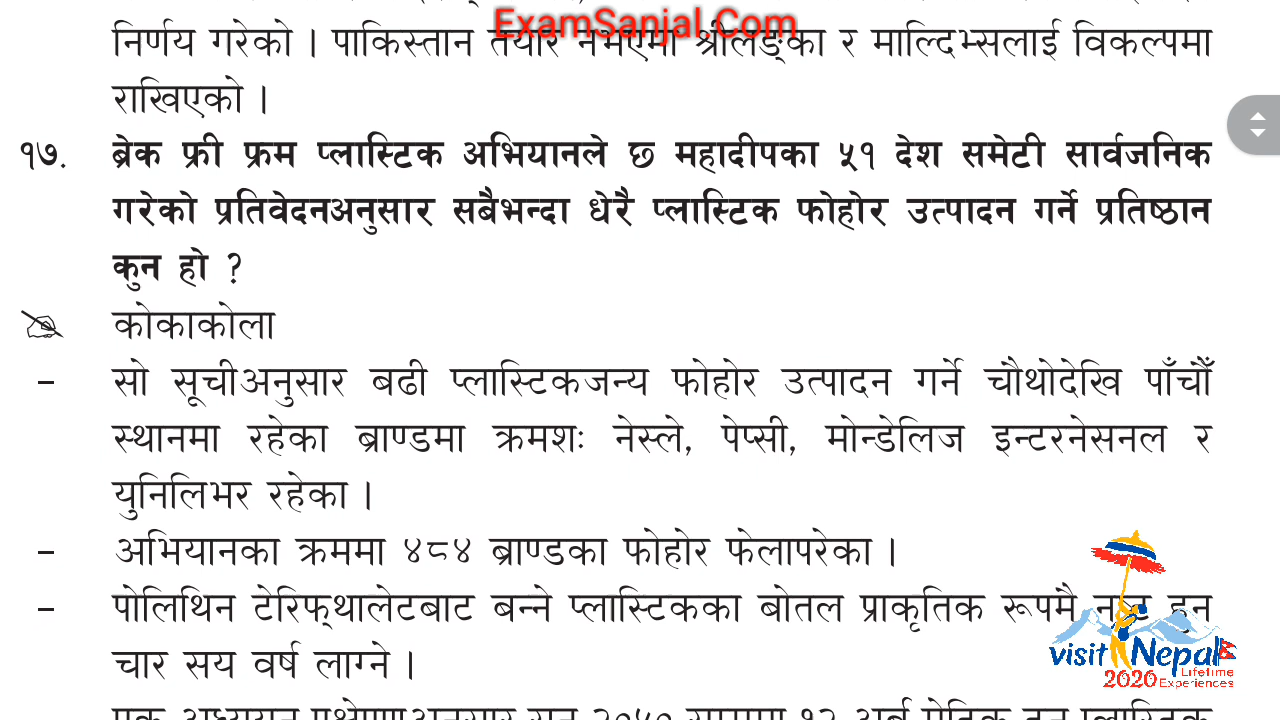 ExamSanjal.Com
निर्णय गरेको । पाकिस्तान तयार नभएमा श्रीलङ्का र माल्दिभ्सलाई विकल्पमा
राखिएको ।
१७. ब्रेक फ्री फ्रम प्लास्टिक अभियानले छ महादीपका ५१ देश समेटी सार्वजनिक
गरेको प्रतिवेदनअनुसार सबैभन्दा धेरै प्लास्टिक फोहोर उत्पादन गर्ने प्रतिष्ठान
कुन हो ?
कोकाकोला
– सो सूचीअनुसार बढी प्लास्टिकजन्य फोहोर उत्पादन गर्ने चौथोदेखि पाँचौँ
स्थानमा रहेका ब्राण्डमा क्रमशः नेस्ले, पेप्सी, मोन्डेलिज इन्टरनेसनल र
युनिलिभर रहेका ।
– अभियानका क्रममा ४८४ ब्राण्डका फोहोर फेलापरेका ।
– पोलिथिन टेरिफ्थालेटबाट बन्ने प्लास्टिकका बोतल प्राकृतिक रूपमै नष्ट हुन
चार सय वर्ष लाग्ने ।
visit Nepal
2020 Lifetime Experiences